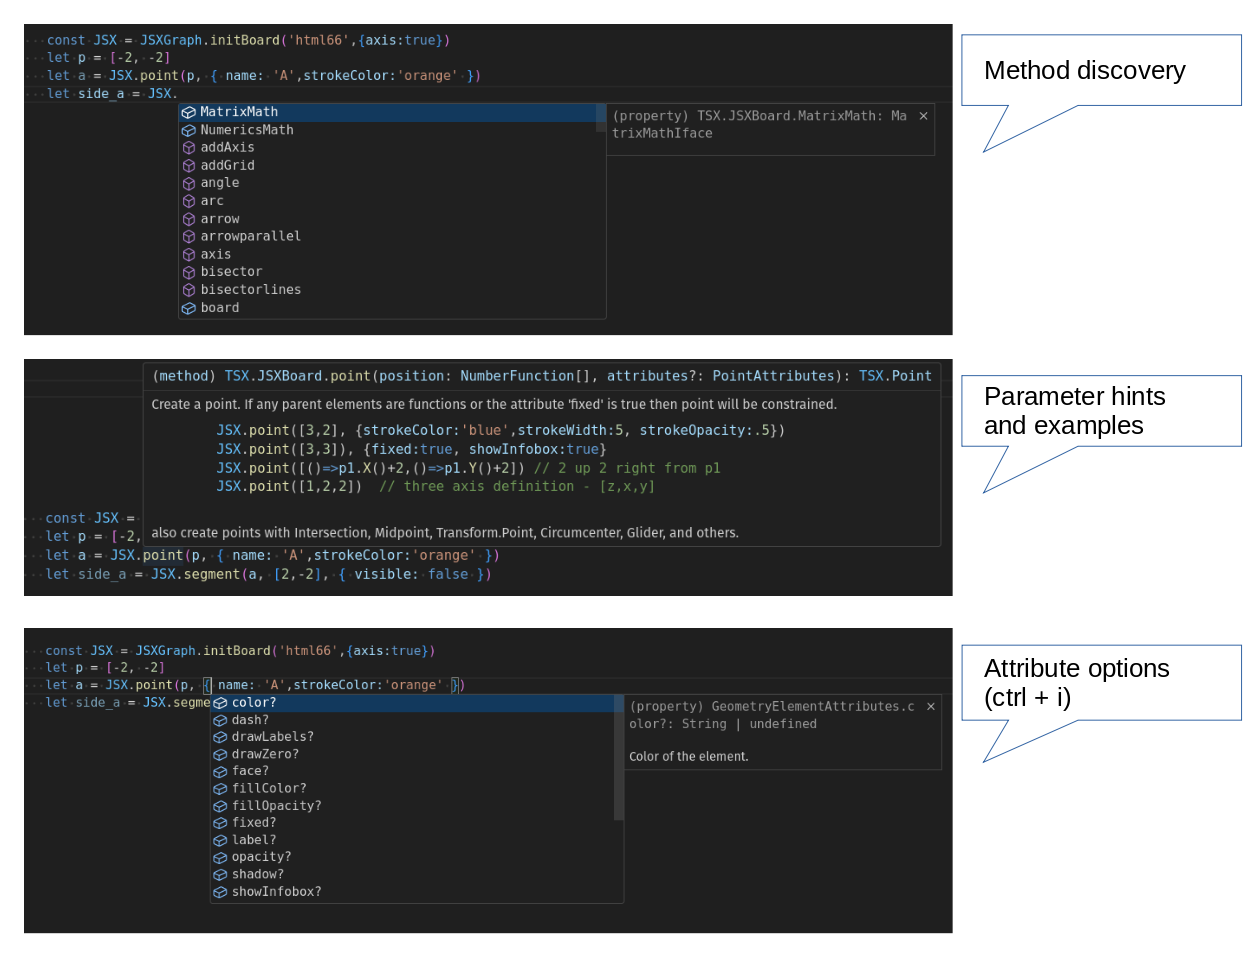 const JSX = JSXGraph.initBoard('html66',{axis:true})
let p = [-2, -2]
let a = JSX.point(p, { name: 'A',strokeColor:'orange' })
let side_a = JSX.
MatrixMath
NumericsMath
addAxis
addGrid
angle
arc
arrow
arrowparallel
axis
bisector
bisectorlines
board
(property) TSX.JSXBoard.MatrixMath: Ma
trixMathIface
Method discovery
(method) TSX.JSXBoard.point(position: NumberFunction[], attributes?: PointAttributes): TSX.Point
Create a point. If any parent elements are functions or the attribute 'fixed' is true then point will be constrained.
JSX.point([3,2], {strokeColor:'blue',strokeWidth:5, strokeOpacity:.5})
JSX.point([3,3]), {fixed:true, showInfobox:true}
JSX.point([()=>p1.X()+2,()=>p1.Y()+2]) // 2 up 2 right from p1
JSX.point([1,2,2])  // three axis definition - [z,x,y]
also create points with Intersection, Midpoint, Transform.Point, Circumcenter, Glider, and others.
const JSX =
let p = [-2,
let a = JSX.point(p, { name: 'A',strokeColor:'orange' })
let side_a = JSX.segment(a, [2,-2], { visible: false })
Parameter hints
and examples
const JSX = JSXGraph.initBoard('html66',{axis:true})
let p = [-2, -2]
let a = JSX.point(p, { name: 'A',strokeColor:'orange' })
let side_a = JSX.segme
color?
dash?
drawLabels?
drawZero?
face?
fillColor?
fillOpacity?
fixed?
label?
opacity?
shadow?
showInfobox?
(property) GeometryElementAttributes.c
olor?: String | undefined
Color of the element.
Attribute options
(ctrl + i)